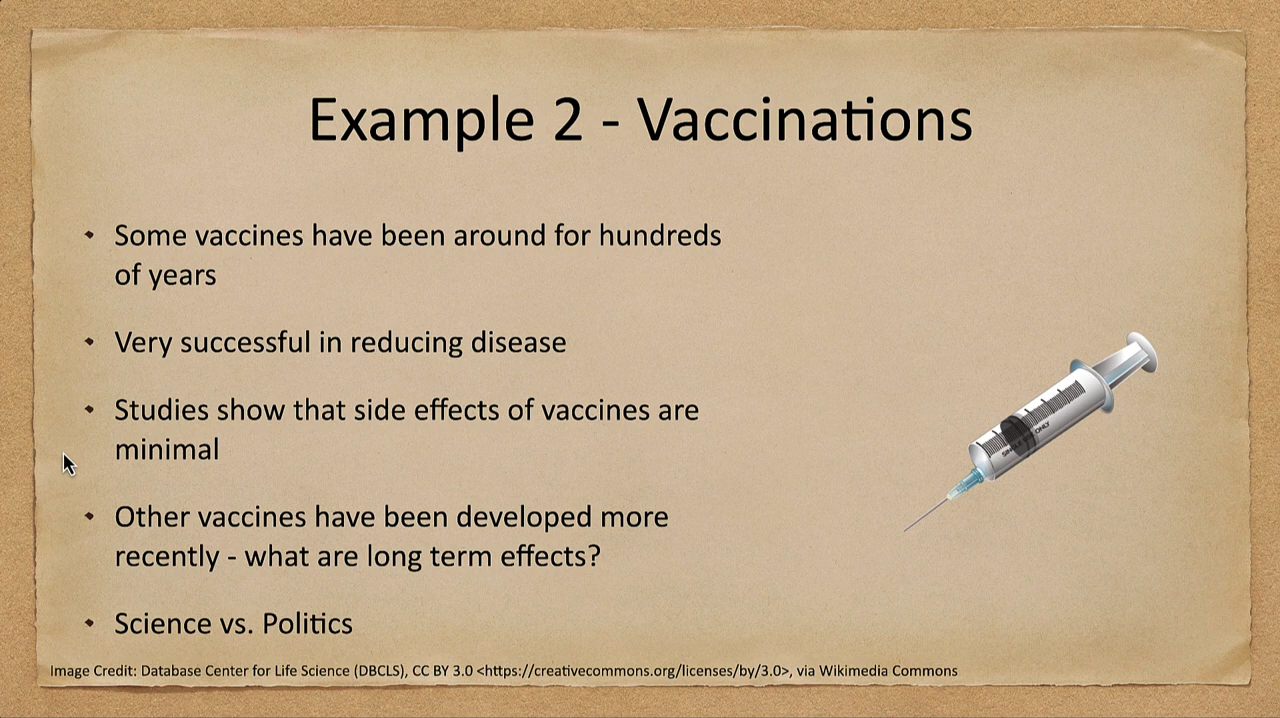 Example 2 - Vaccinations
• Some vaccines have been around for hundreds
of years
• Very successful in reducing disease
• Studies show that side effects of vaccines are
minimal
• Other vaccines have been developed more
recently - what are long term effects?
• Science vs. Politics
SINGLE USE ONLY
Image Credit: Database Center for Life Science (DBCLS), CC BY 3.0 <https://creativecommons.org/licenses/by/3.0>, via Wikimedia Commons